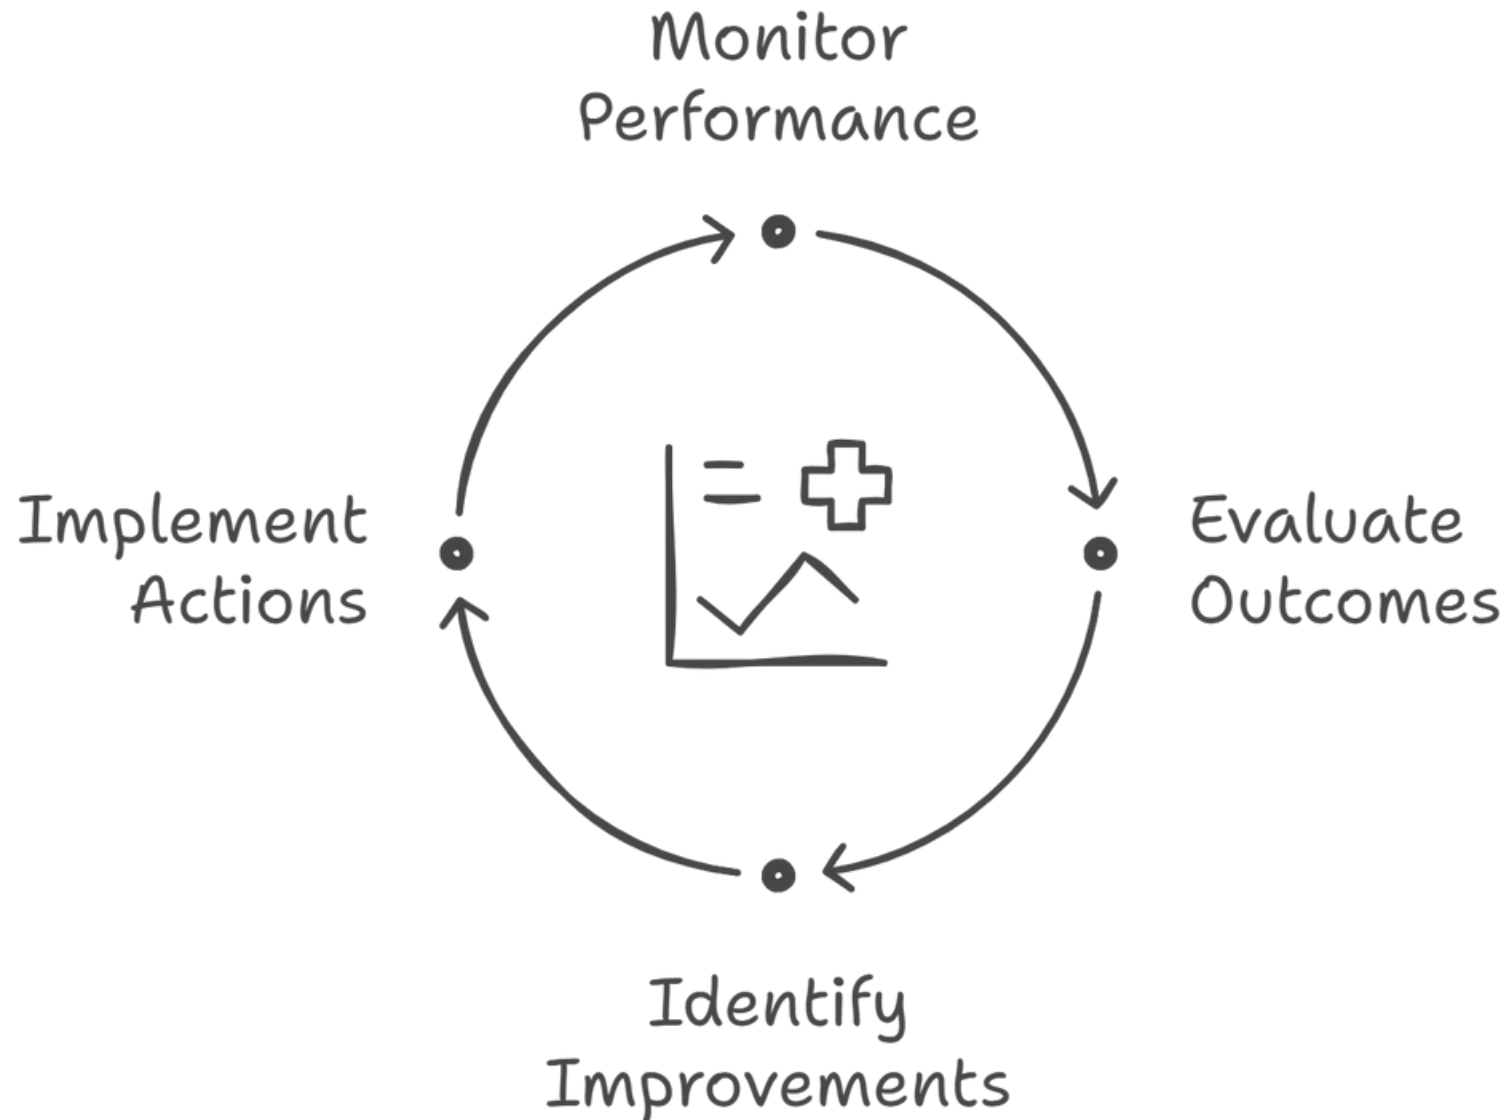 Monitor
Performance
Implement
Actions
Evaluate
Outcomes
Identify
Improvements